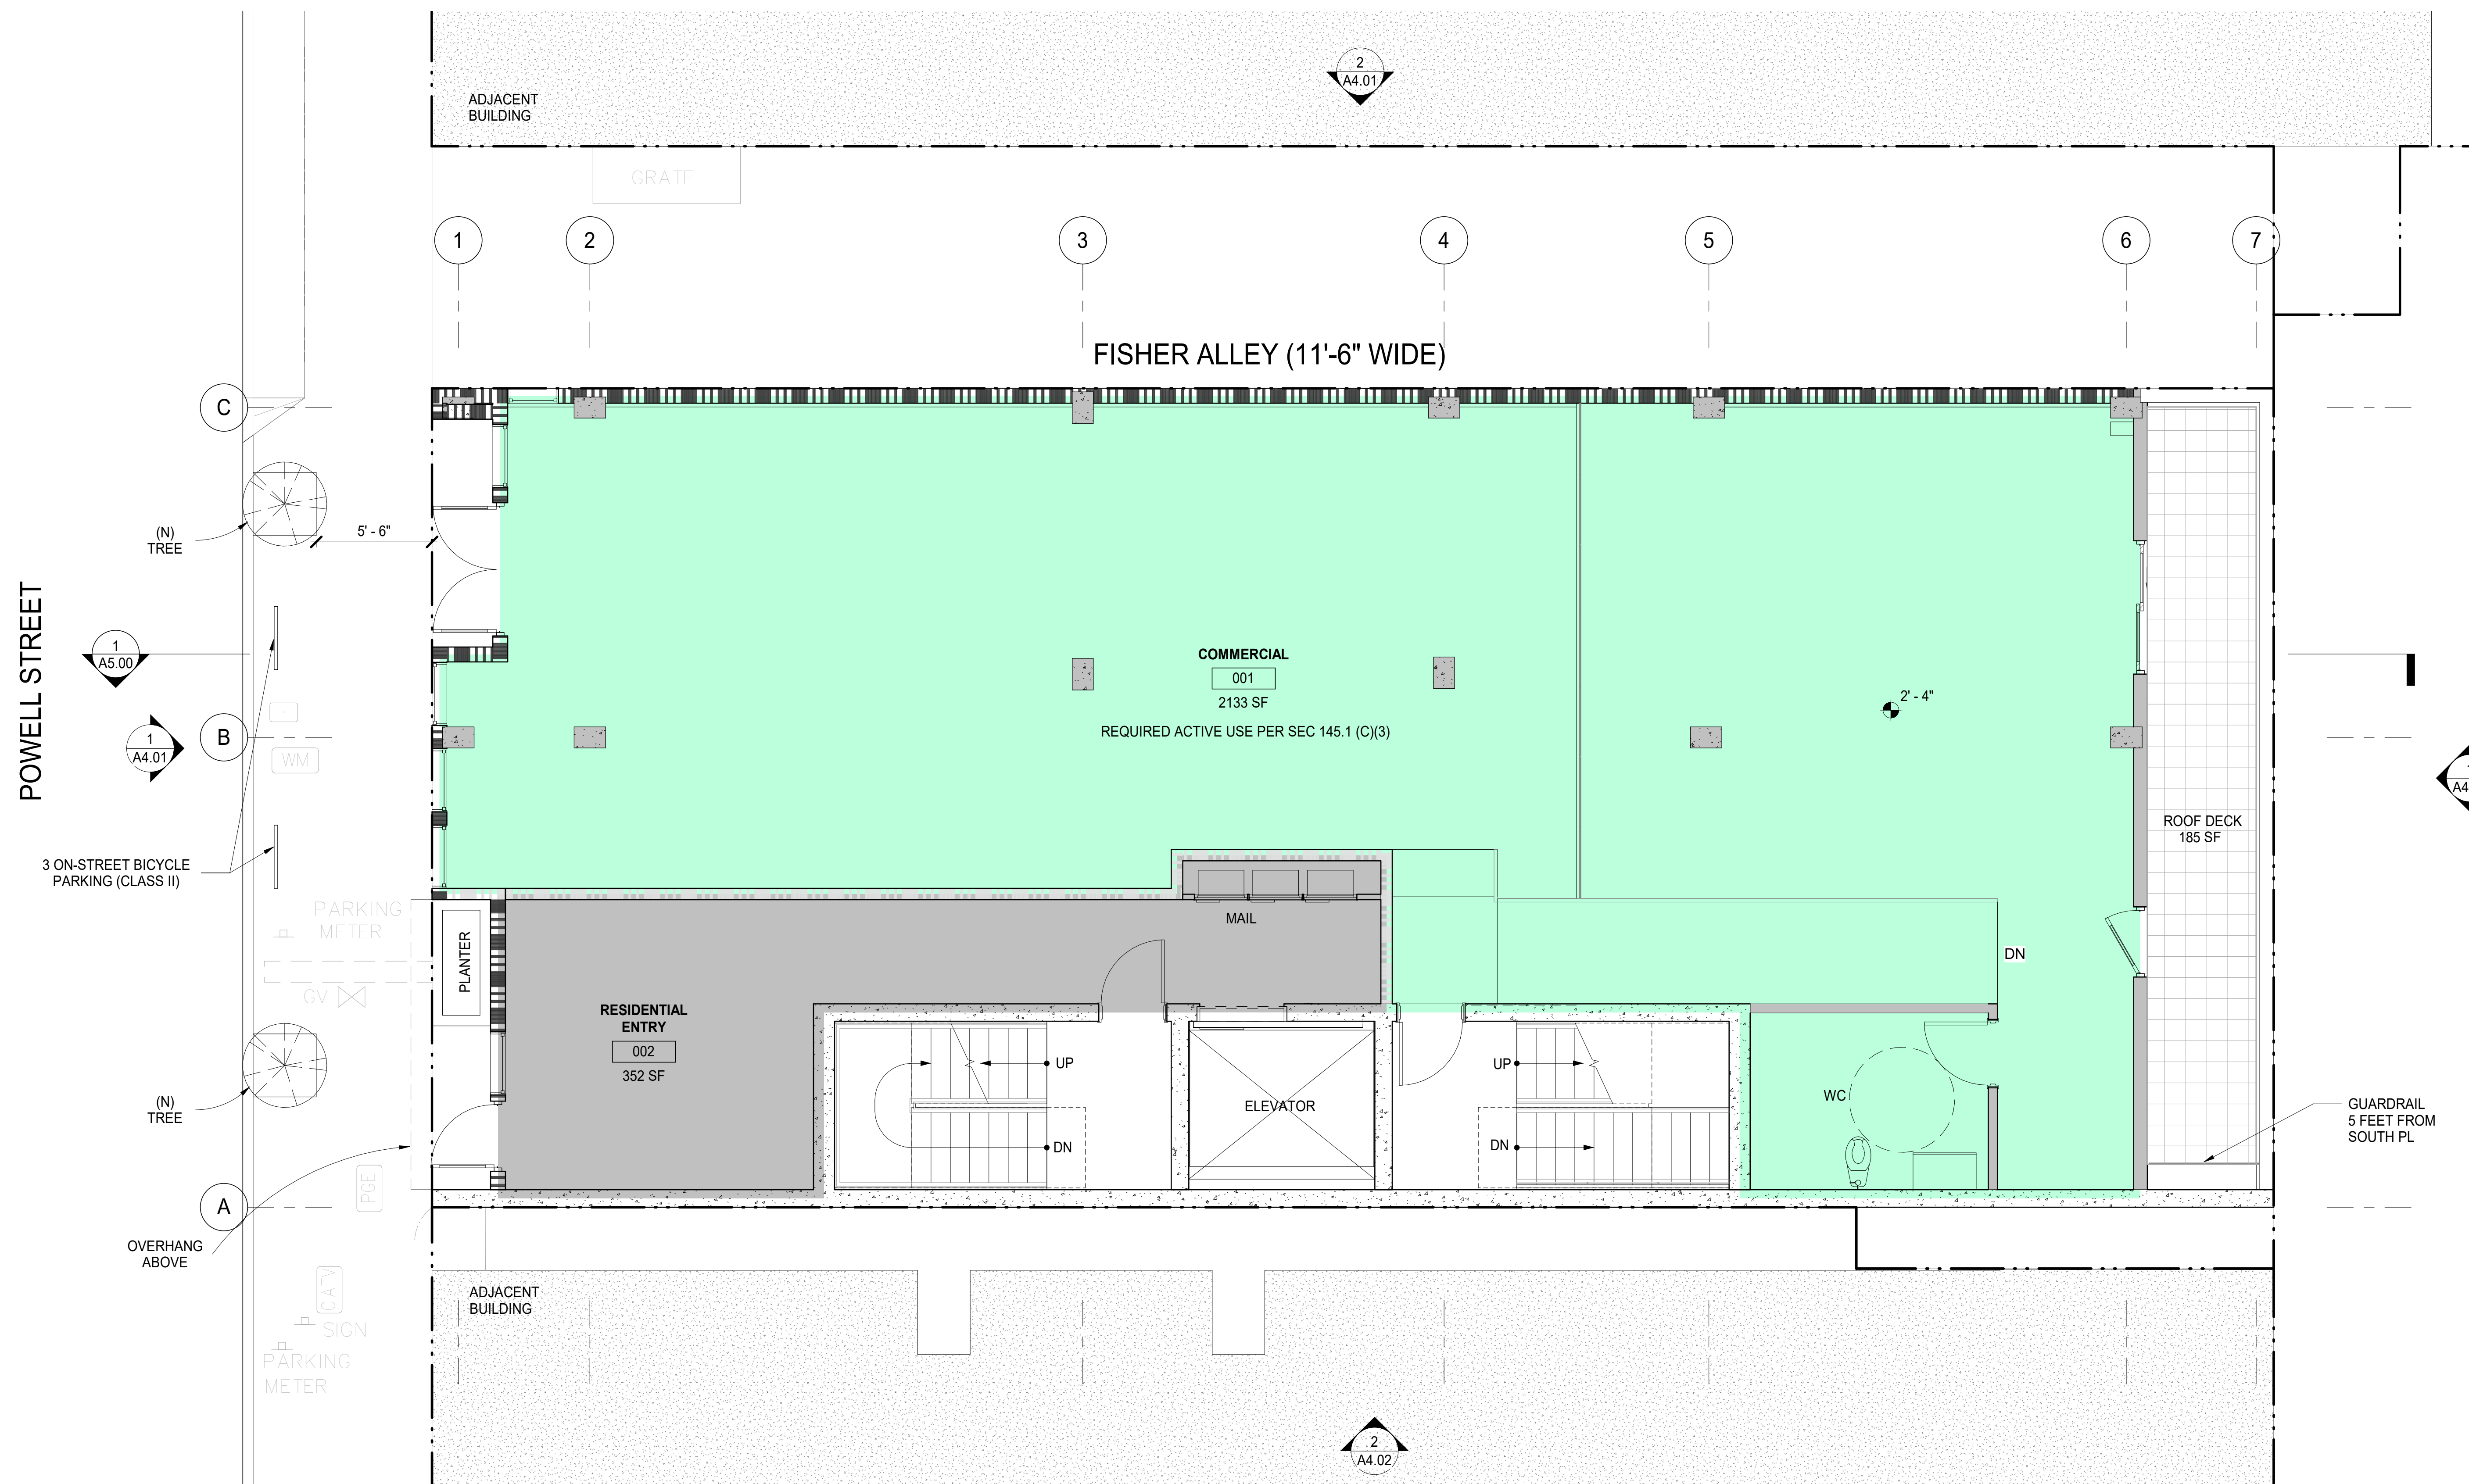 2
A4.01
ADJACENT
BUILDING
GRATE
1
2
3
4
5
6
7
FISHER ALLEY (11'-6" WIDE)
C
(N)
TREE
5' - 6"
POWELL STREET
1
A5.00
COMMERCIAL
001
2133 SF
REQUIRED ACTIVE USE PER SEC 145.1 (C)(3)
2' - 4"
B
1
A4.01
WM
ROOF DECK
185 SF
3 ON-STREET BICYCLE
PARKING (CLASS II)
PARKING
METER
MAIL
PLANTER
DN
GV
RESIDENTIAL
ENTRY
002
352 SF
UP
UP
ELEVATOR
WC
(N)
TREE
DN
DN
GUARDRAIL
5 FEET FROM
SOUTH PL
PGE
A
OVERHANG
ABOVE
ADJACENT
BUILDING
CATV
SIGN
PARKING
METER
2
A4.02